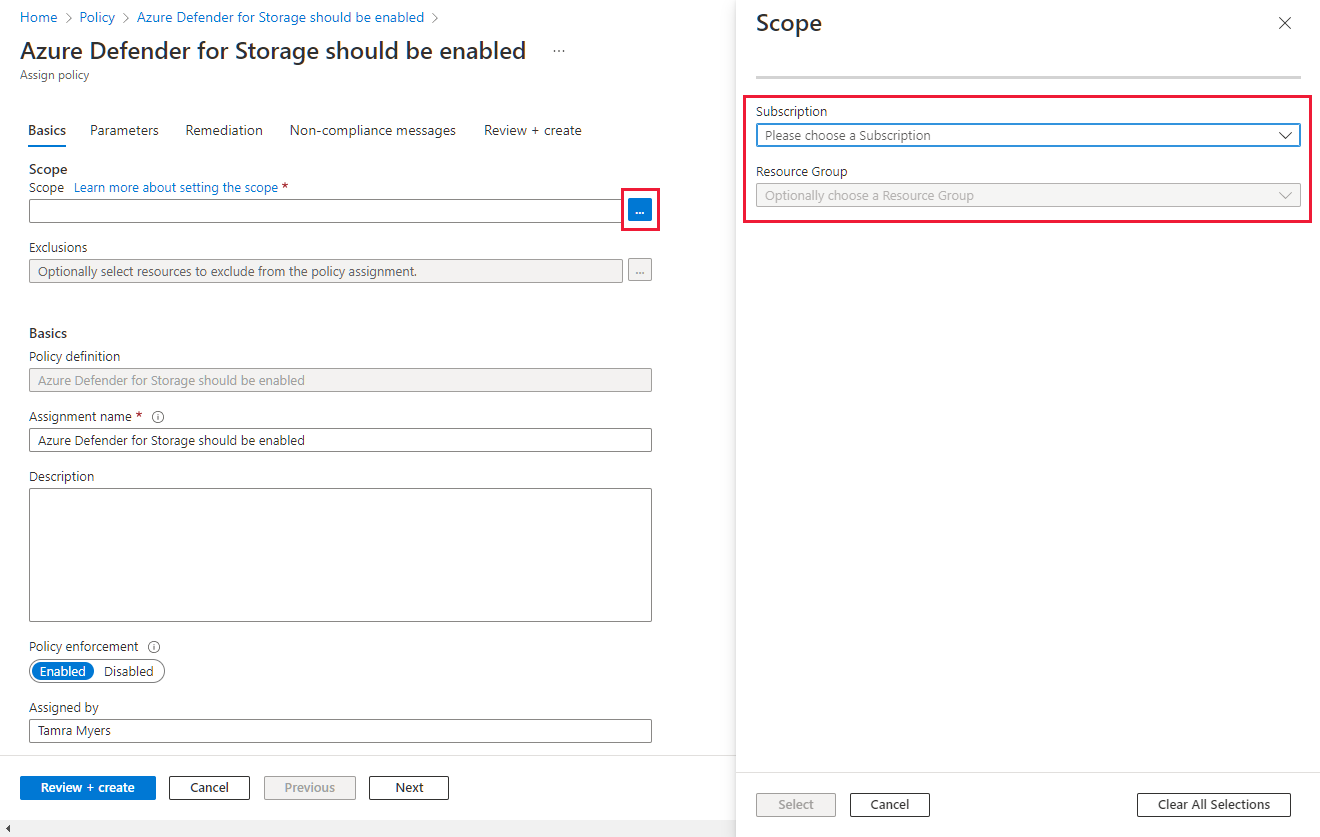 Home > Policy > Azure Defender for Storage should be enabled >
Azure Defender for Storage should be enabled ...
Assign policy
Basics Parameters Remediation Non-compliance messages Review + create
Scope
Scope Learn more about setting the scope *
...
Exclusions
Optionally select resources to exclude from the policy assignment.
...
Basics
Policy definition
Azure Defender for Storage should be enabled
Assignment name *
Azure Defender for Storage should be enabled
Description
Policy enforcement
Enabled Disabled
Assigned by
Tamra Myers
Review + create Cancel Previous Next
Scope
Subscription
Please choose a Subscription
Resource Group
Optionally choose a Resource Group
Select Cancel Clear All Selections